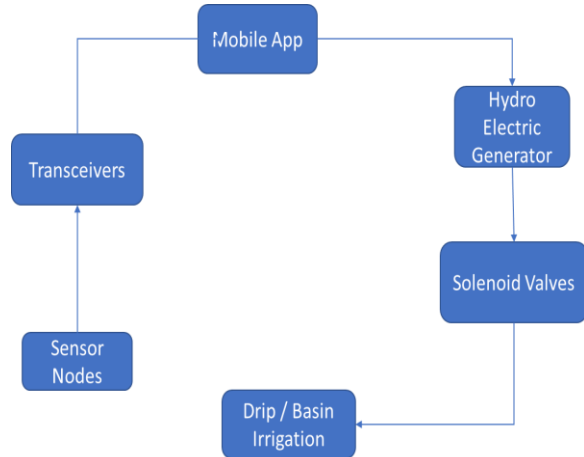 Mobile App
Hydro
Electric
Generator
Transceivers
Solenoid Valves
Sensor
Nodes
Drip / Basin
Irrigation